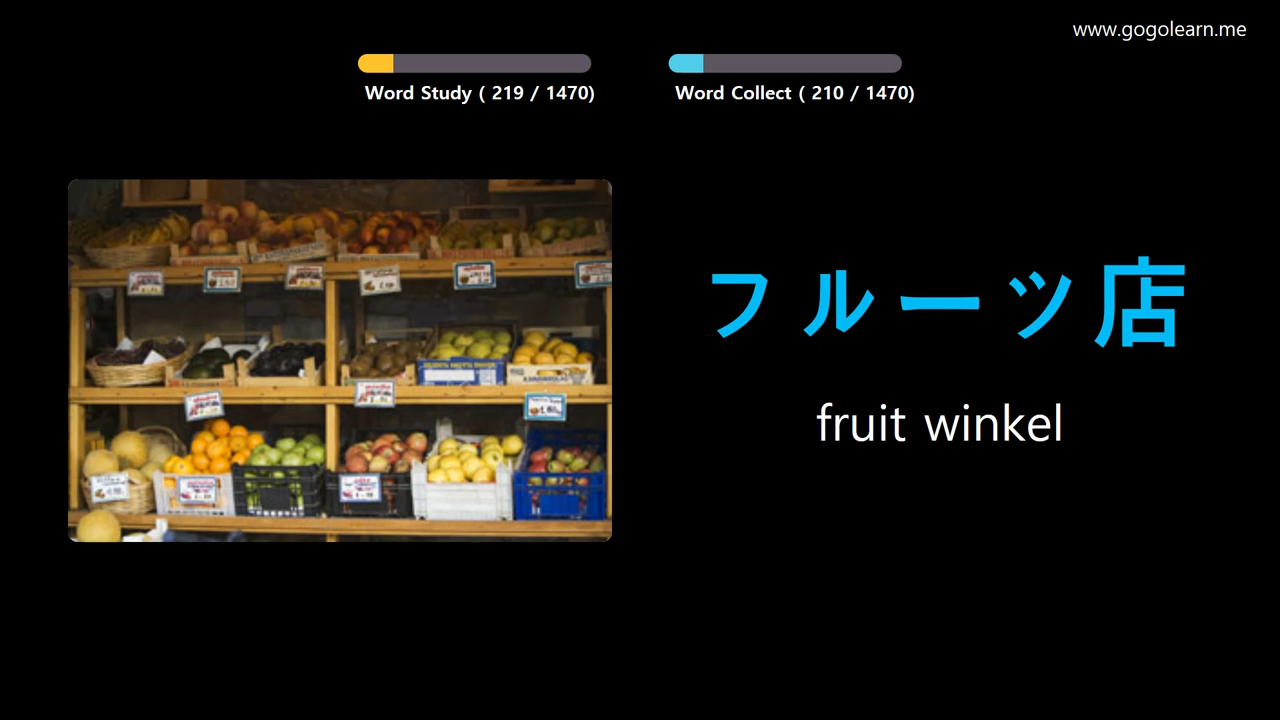 www.gogolearn.me
Word Study ( 219 / 1470)
Word Collect ( 210 / 1470)
フルーツ店
fruit winkel